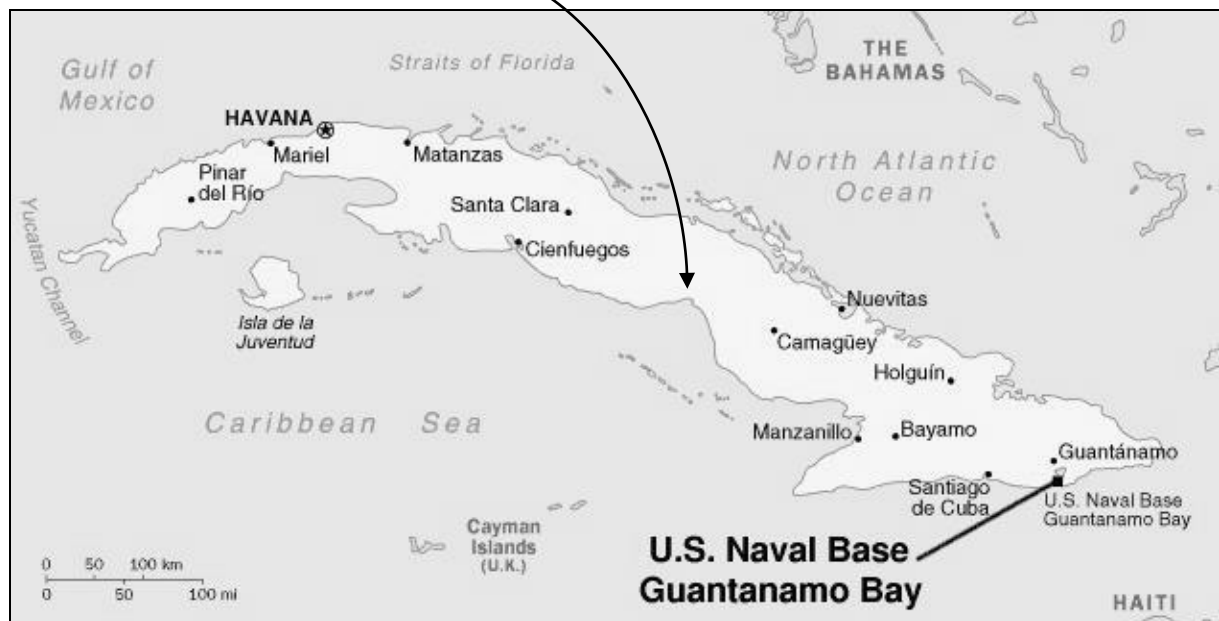 Gulf of
Mexico
Straits of Florida
THE
BAHAMAS
HAVANA
Mariel
Matanzas
Pinar
del Río
North Atlantic
Ocean
Yucatan Channel
Santa Clara
Cienfuegos
Isla de la
Juventud
Nuevitas
Camagüey
Holguín
Caribbean Sea
Manzanillo
Bayamo
Guantánamo
Santiago
de Cuba
U.S. Naval Base
Guantanamo Bay
Cayman
Islands
(U.K.)
U.S. Naval Base
Guantanamo Bay
0 50 100 km
0 50 100 mi
HAITI